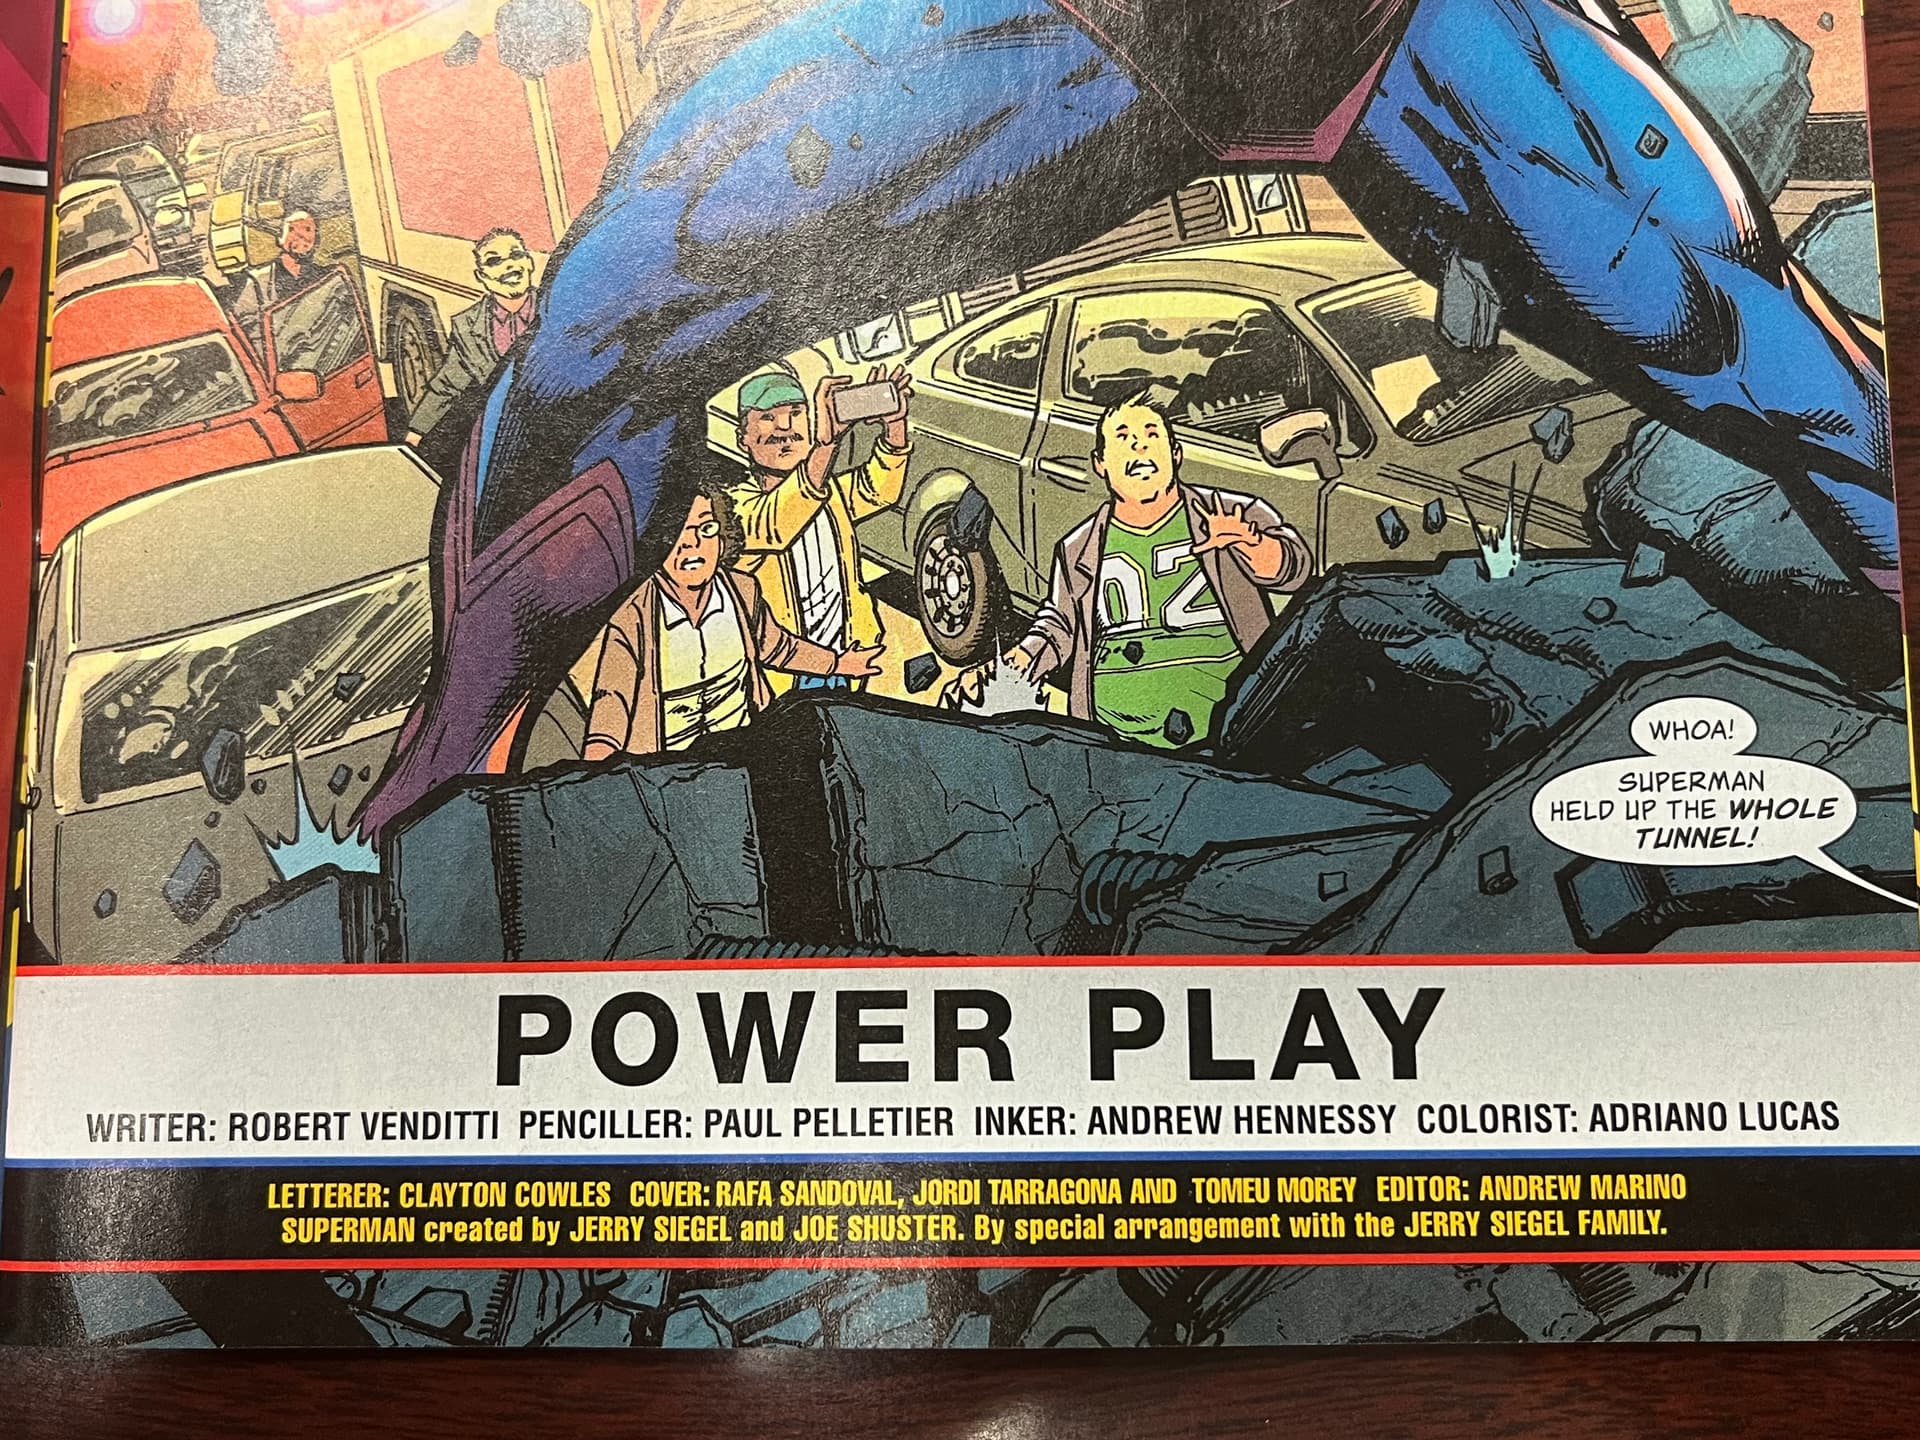 02
WHOA!
SUPERMAN
HELD UP THE WHOLE
TUNNEL!
POWER PLAY
WRITER: ROBERT VENDITTI PENCILLER: PAUL PELLETIER INKER: ANDREW HENNESSY COLORIST: ADRIANO LUCAS
LETTERER: CLAYTON COWLES COVER: RAFA SANDOVAL, JORDI TARRAGONA AND TOMEU MOREY EDITOR: ANDREW MARINO
SUPERMAN created by JERRY SIEGEL and JOE SHUSTER. By special arrangement with the JERRY SIEGEL FAMILY.